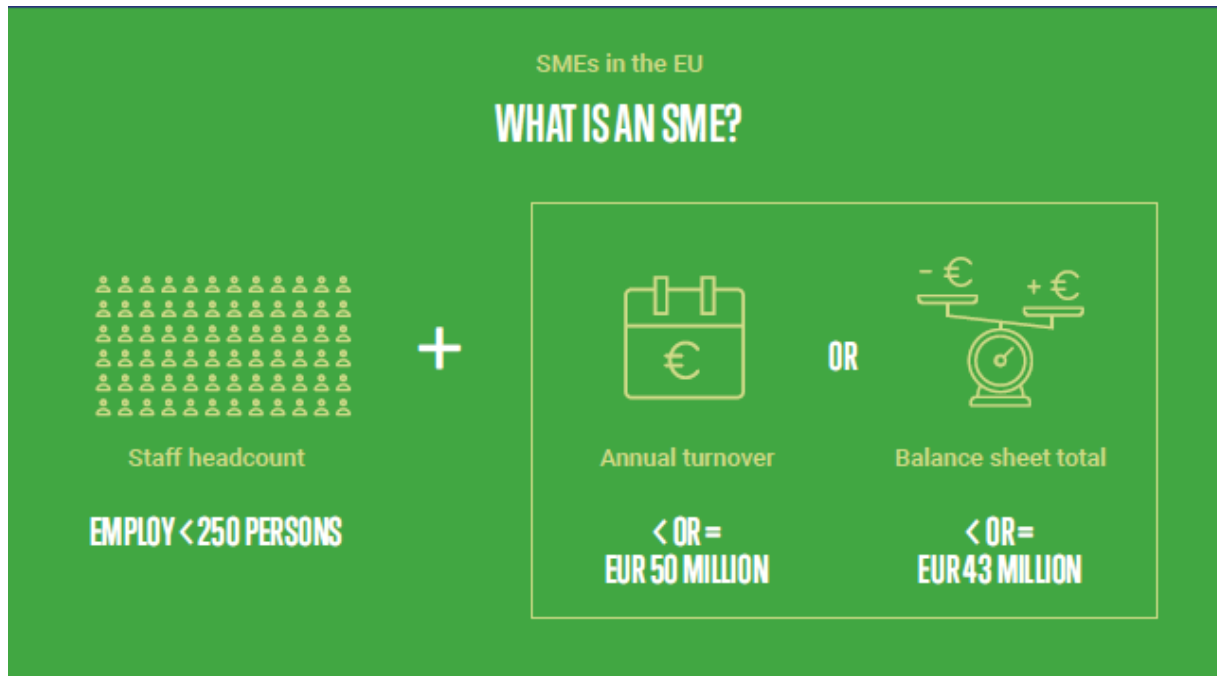 SMEs in the EU
WHAT IS AN SME?
- €
+ €
+
€
OR
Staff headcount
Annual turnover
Balance sheet total
EMPLOY < 250 PERSONS
< OR =
EUR 50 MILLION
< OR =
EUR 43 MILLION